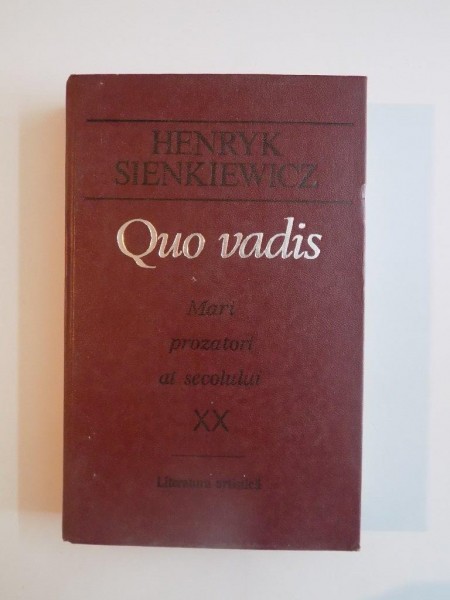 HENRYK
SIENKIEWICZ
Quo vadis
Mari
prozatori
ai secolului
XX
Literatura artistică